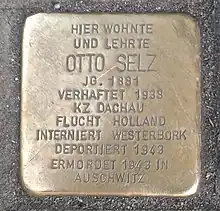 HIER WOHNTE
UND LEHRTE
OTTO SELZ
JG. 1881
VERHAFTET 1938
KZ DACHAU
FLUCHT HOLLAND
INTERNIERT WESTERBORK
DEPORTIERT 1943
ERMORDET 1943 IN
AUSCHWITZ